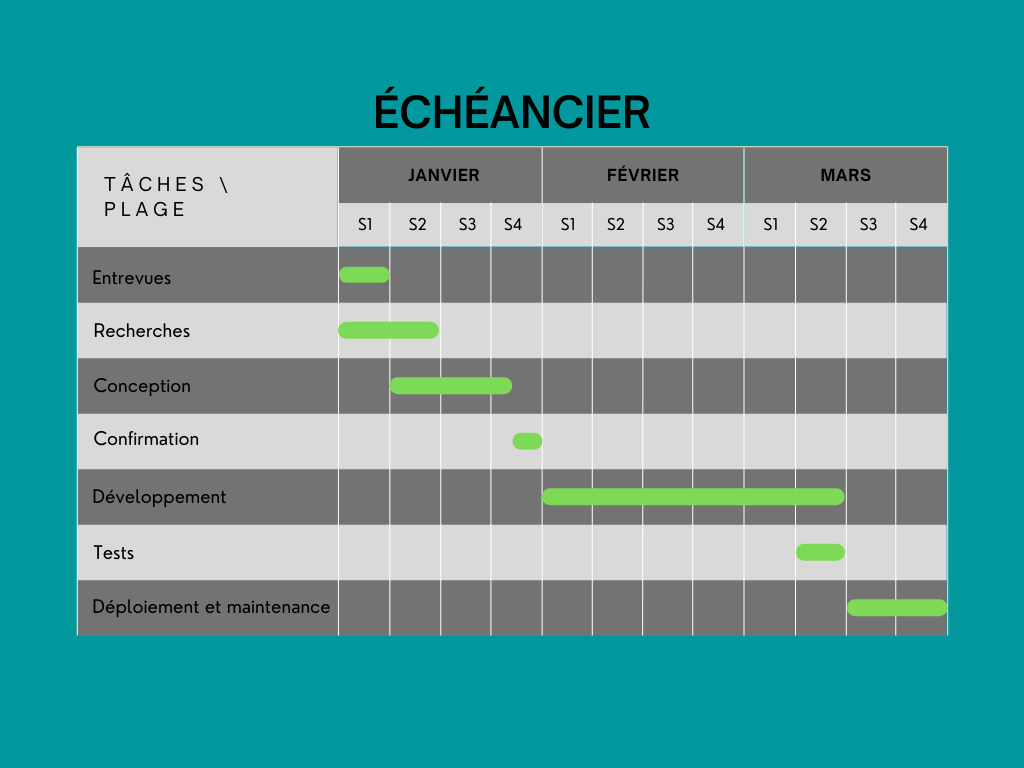 ÉCHÉANCIER
TÂCHES \
PLAGE
JANVIER FÉVRIER MARS
S1 S2 S3 S4 S1 S2 S3 S4 S1 S2 S3 S4
Entrevues
Recherches
Conception
Confirmation
Développement
Tests
Déploiement et maintenance